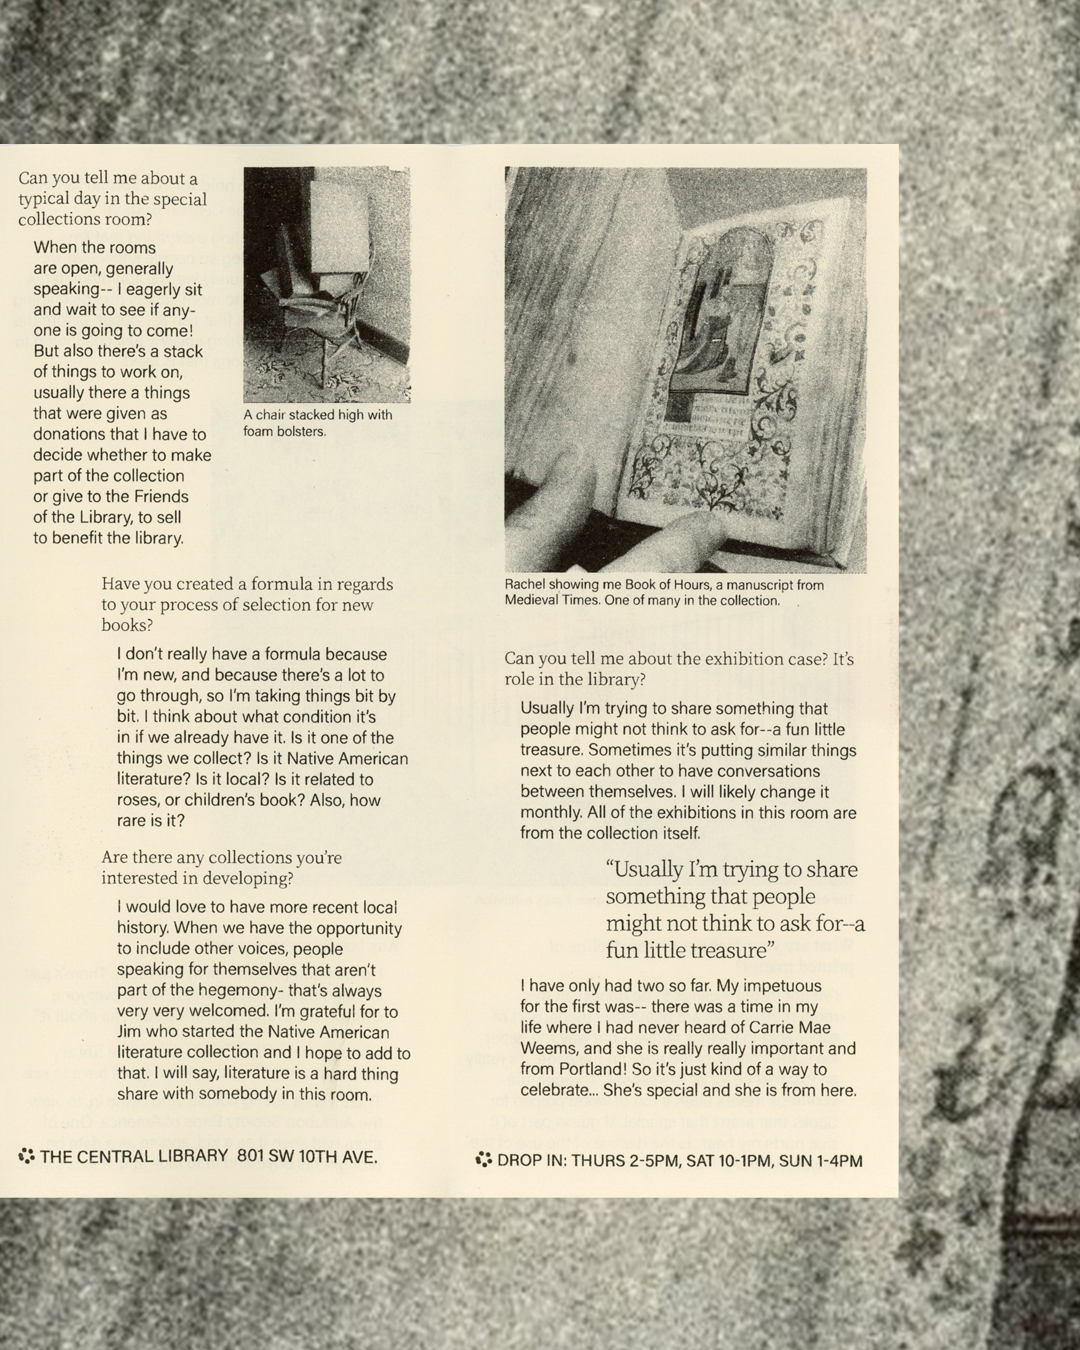 Can you tell me about a
typical day in the special
collections room?
When the rooms
are open, generally
speaking-- I eagerly sit
and wait to see if any-
one is going to come!
But also there's a stack
of things to work on,
usually there a things
that were given as
donations that I have to
decide whether to make
part of the collection
or give to the Friends
of the Library, to sell
to benefit the library.
A chair stacked high with
foam bolsters.
Have you created a formula in regards
to your process of selection for new
books?
I don't really have a formula because
I'm new, and because there's a lot to
go through, so I'm taking things bit by
bit. I think about what condition it's
in if we already have it. Is it one of the
things we collect? Is it Native American
literature? Is it local? Is it related to
roses, or children's book? Also, how
rare is it?
Are there any collections you're
interested in developing?
I would love to have more recent local
history. When we have the opportunity
to include other voices, people
speaking for themselves that aren't
part of the hegemony- that's always
very very welcomed. I'm grateful for to
Jim who started the Native American
literature collection and I hope to add to
that. I will say, literature is a hard thing
share with somebody in this room.
THE CENTRAL LIBRARY 801 SW 10TH AVE.
Rachel showing me Book of Hours, a manuscript from
Medieval Times. One of many in the collection.
Can you tell me about the exhibition case? It's
role in the library?
Usually I'm trying to share something that
people might not think to ask for--a fun little
treasure. Sometimes it's putting similar things
next to each other to have conversations
between themselves. I will likely change it
monthly. All of the exhibitions in this room are
from the collection itself.
"Usually I'm trying to share
something that people
might not think to ask for--a
fun little treasure"
I have only had two so far. My impetuous
for the first was-- there was a time in my
life where I had never heard of Carrie Mae
Weems, and she is really really important and
from Portland! So it's just kind of a way to
celebrate... She's special and she is from here.
DROP IN: THURS 2-5PM, SAT 10-1PM, SUN 1-4PM